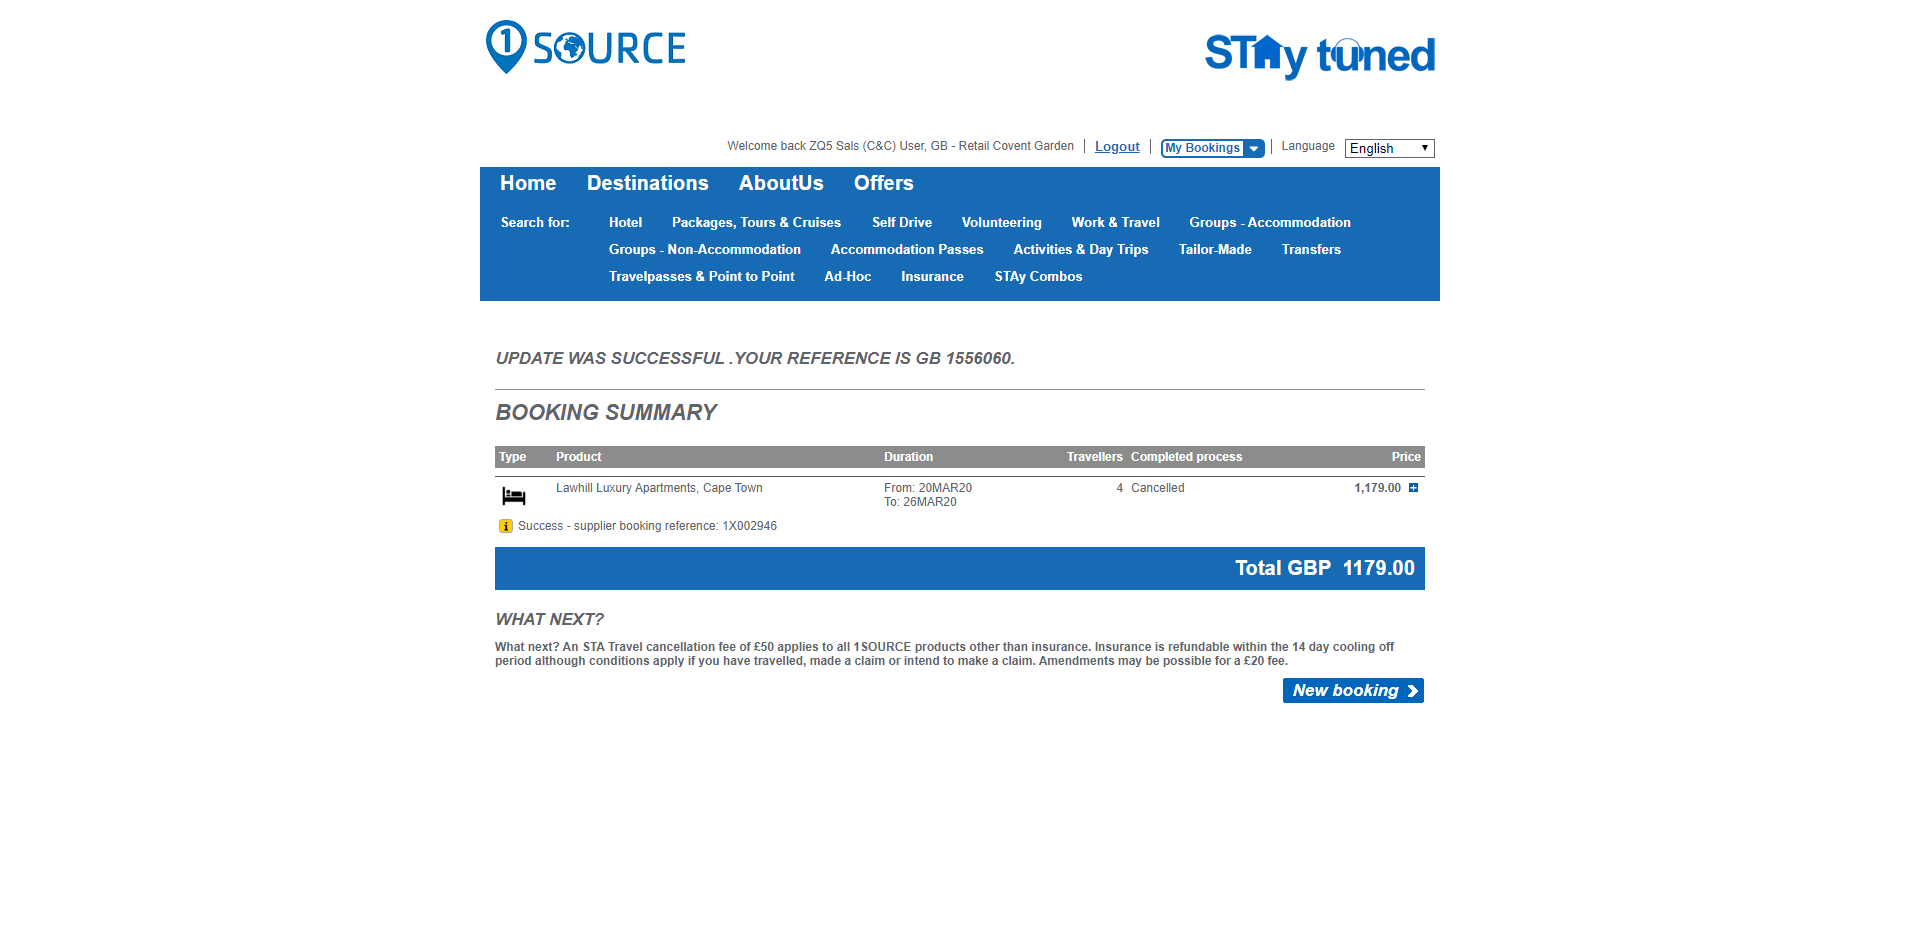 1 SOURCE
STAy tuned
Welcome back ZQ5 Sals (C&C) User, GB - Retail Covent Garden Logout My Bookings Language English
Home Destinations AboutUs Offers
Search for: Hotel Packages, Tours & Cruises Self Drive Volunteering Work & Travel Groups - Accommodation
Groups - Non-Accommodation Accommodation Passes Activities & Day Trips Tailor-Made Transfers
Travelpasses & Point to Point Ad-Hoc Insurance STAy Combos
UPDATE WAS SUCCESSFUL .YOUR REFERENCE IS GB 1556060.
BOOKING SUMMARY
Type Product Duration Travellers Completed process Price
Lawhill Luxury Apartments, Cape Town From: 20MAR20 4 Cancelled 1,179.00
To: 26MAR20
Success - supplier booking reference: 1X002946
Total GBP 1179.00
WHAT NEXT?
What next? An STA Travel cancellation fee of £50 applies to all 1SOURCE products other than insurance. Insurance is refundable within the 14 day cooling off
period although conditions apply if you have travelled, made a claim or intend to make a claim. Amendments may be possible for a £20 fee.
New booking